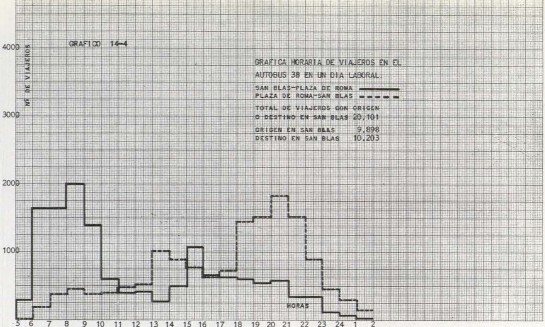 GRAFICO 14-4
GRAFICA HORARIA DE VIAJEROS EN EL
AUTOBUS 38 EN UN DIA LABORAL.
SAN BLAS-PLAZA DE ROMA
PLAZA DE ROMA-SAN BLAS
TOTAL DE VIAJEROS CON ORIGEN
O DESTINO EN SAN BLAS 20,101
ORIGEN EN SAN BLAS 9,898
DESTINO EN SAN BLAS 10,203
Nº DE VIAJEROS.
4000
3000
2000
1000
HORAS
5 6 7 8 9 10 11 12 13 14 15 16 17 18 19 20 21 22 23 24 1 2